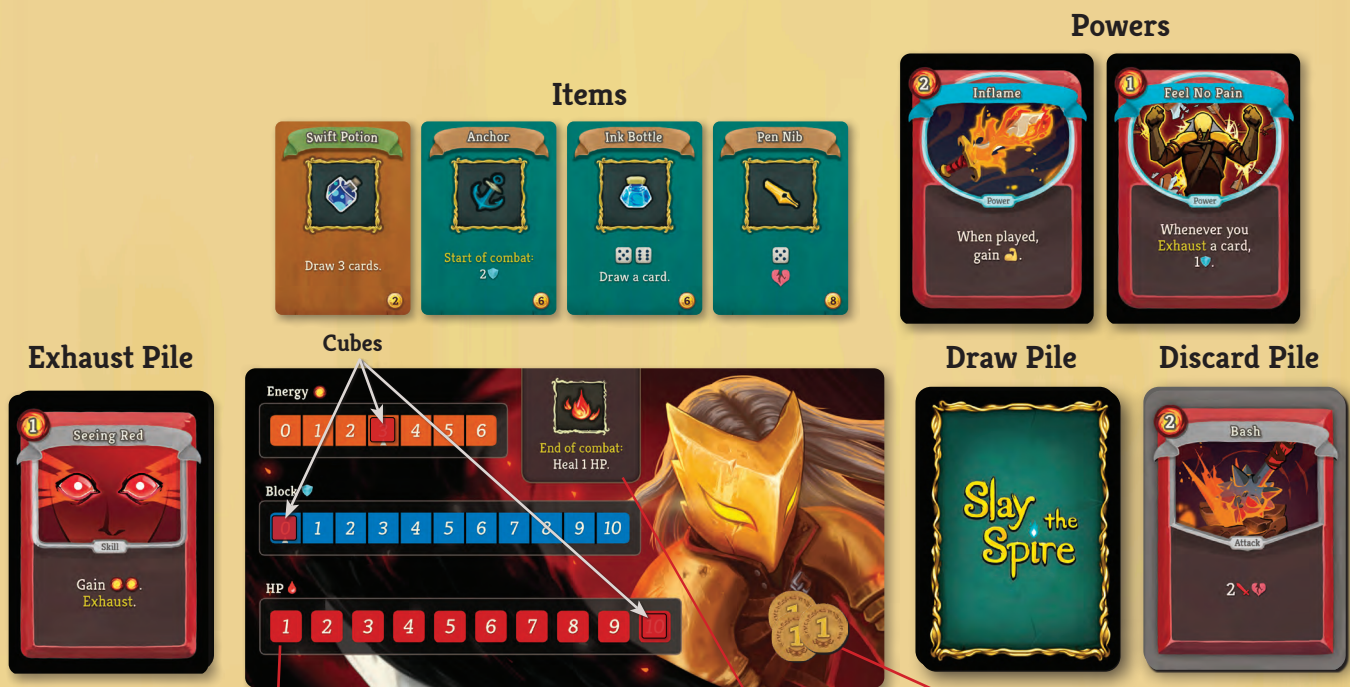 Powers
2
Inflame
Power
When played,
gain
1
Feel No Pain
Power
Whenever you
Exhaust a card,
1.
Items
Swift Potion
Draw 3 cards.
2
Anchor
Start of combat:
2
6
Ink Bottle
Draw a card.
6
Pen Nib
8
Exhaust Pile
1
Seeing Red
Skill
Gain .
Exhaust.
Cubes
Energy
0 1 2 3 4 5 6
End of combat:
Heal 1 HP.
Block
0 1 2 3 4 5 6 7 8 9 10
HP
1 2 3 4 5 6 7 8 9 10
1
1
1
Draw Pile
Slay
the
Spire
Discard Pile
2
Bash
Attack
2